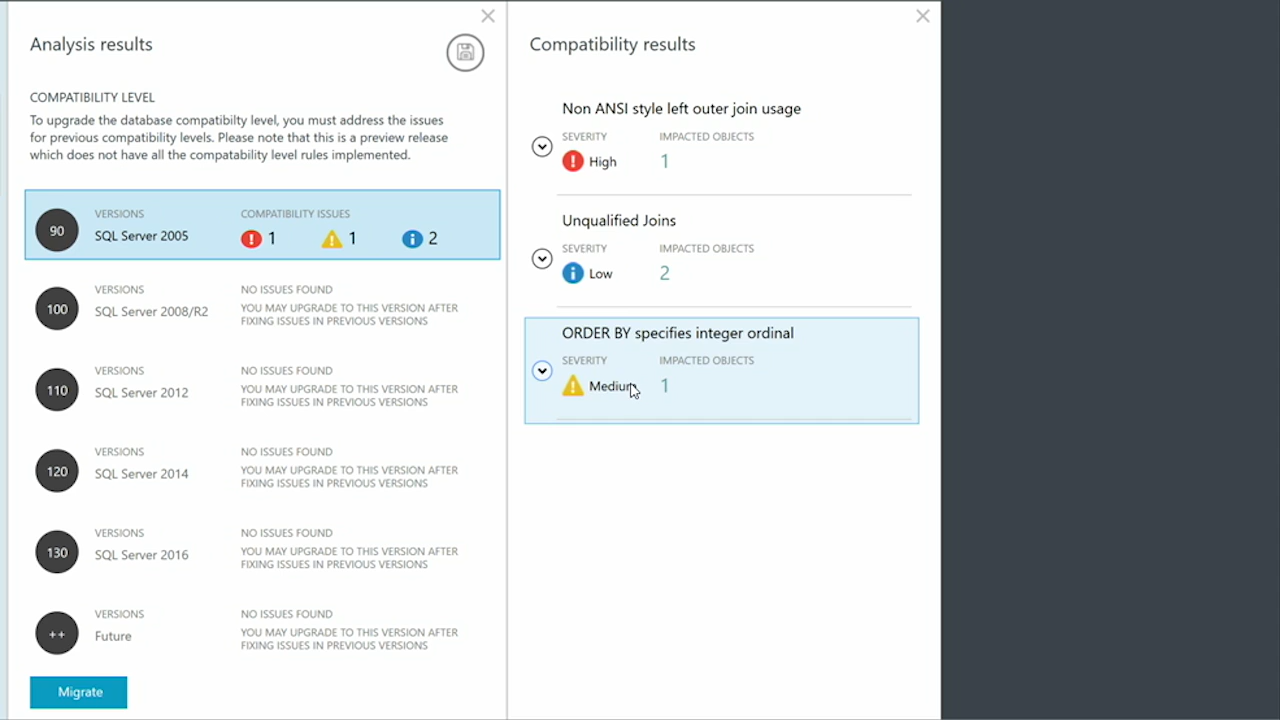 Analysis results
COMPATIBILITY LEVEL
To upgrade the database compatibilty level, you must address the issues
for previous compatibility levels. Please note that this is a preview release
which does not have all the compatability level rules implemented.
90
VERSIONS
SQL Server 2005
COMPATIBILITY ISSUES
1 1 2
100
VERSIONS
SQL Server 2008/R2
NO ISSUES FOUND
YOU MAY UPGRADE TO THIS VERSION AFTER
FIXING ISSUES IN PREVIOUS VERSIONS
110
VERSIONS
SQL Server 2012
NO ISSUES FOUND
YOU MAY UPGRADE TO THIS VERSION AFTER
FIXING ISSUES IN PREVIOUS VERSIONS
120
VERSIONS
SQL Server 2014
NO ISSUES FOUND
YOU MAY UPGRADE TO THIS VERSION AFTER
FIXING ISSUES IN PREVIOUS VERSIONS
130
VERSIONS
SQL Server 2016
NO ISSUES FOUND
YOU MAY UPGRADE TO THIS VERSION AFTER
FIXING ISSUES IN PREVIOUS VERSIONS
++
VERSIONS
Future
NO ISSUES FOUND
YOU MAY UPGRADE TO THIS VERSION AFTER
FIXING ISSUES IN PREVIOUS VERSIONS
Migrate
Compatibility results
Non ANSI style left outer join usage
SEVERITY IMPACTED OBJECTS
High 1
Unqualified Joins
SEVERITY IMPACTED OBJECTS
Low 2
ORDER BY specifies integer ordinal
SEVERITY IMPACTED OBJECTS
Medium 1